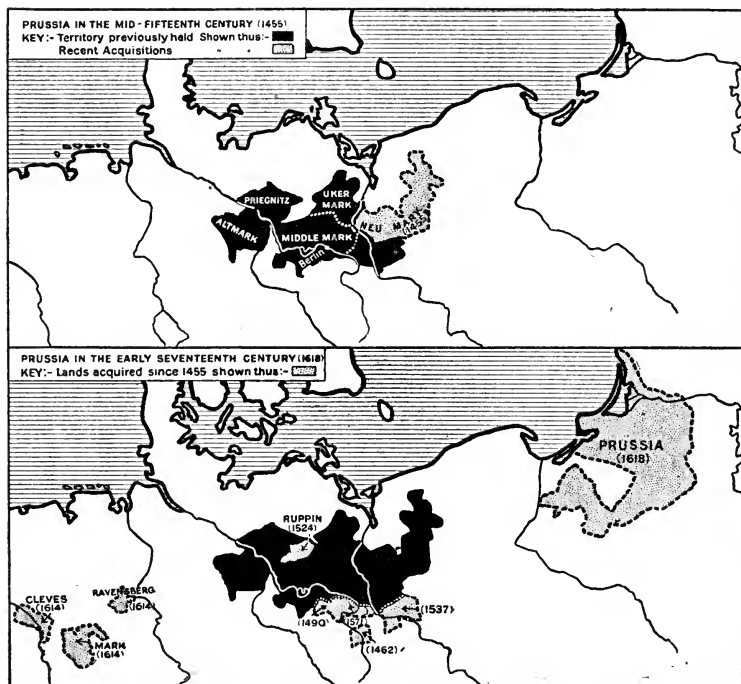 PRUSSIA IN THE MID-FIFTEENTH CENTURY (1455)
KEY:- Territory previously held Shown thus:-
Recent Acquisitions "
PRIEGNITZ
UKER
MARK
ALTMARK
MIDDLE MARK
NEU MARK
(1455)
Berlin
PRUSSIA IN THE EARLY SEVENTEENTH CENTURY (1618)
KEY:- Lands acquired since 1455 shown thus:-
PRUSSIA
(1618)
RUPPIN
(1524)
CLEVES
(1614)
RAVENSBERG
(1614)
MARK
(1614)
(1490)
(1537)
(1462)